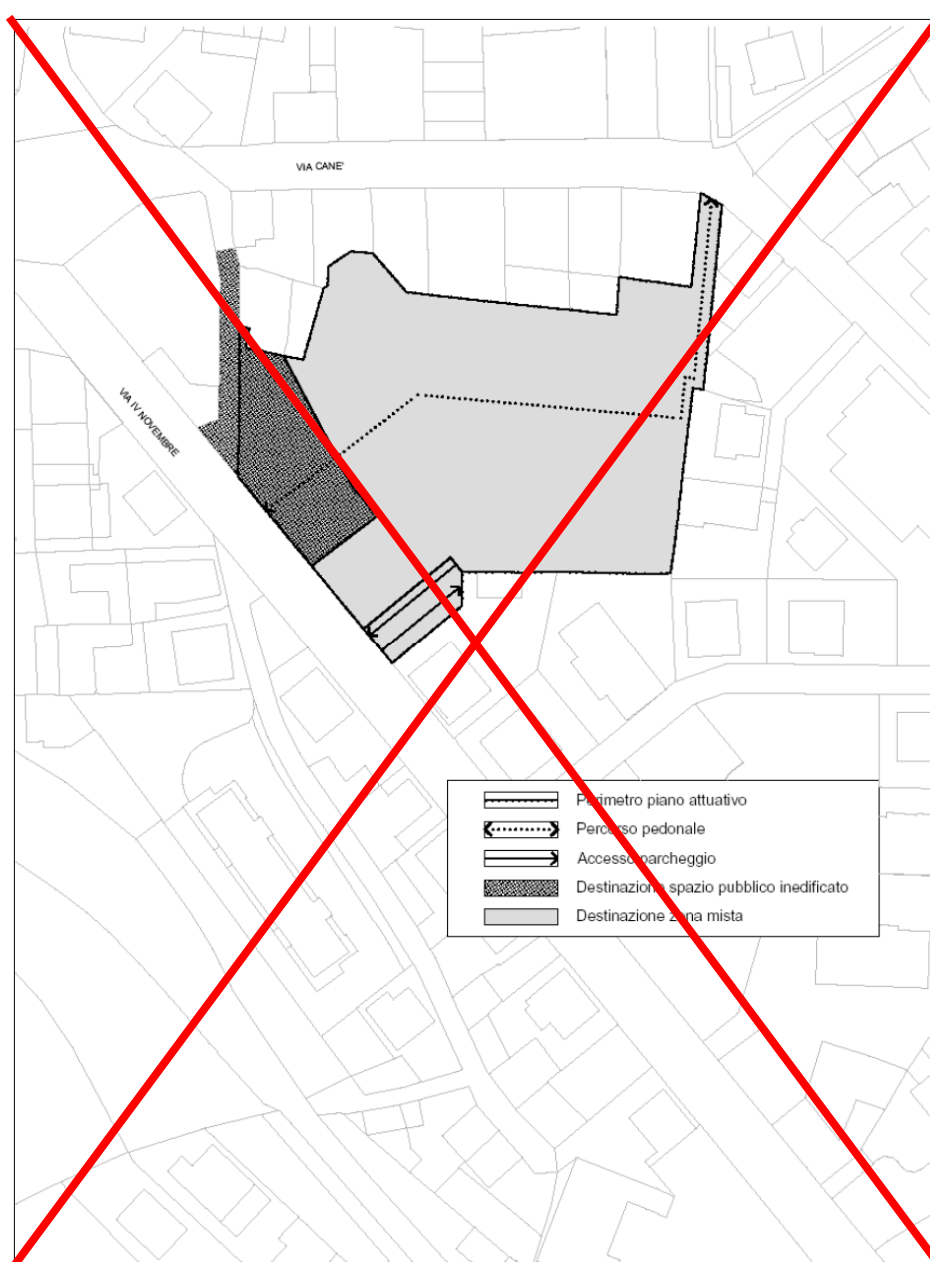 VIA CANE'
VIA IV NOVEMBRE
Perimetro piano attuativo
Percorso pedonale
Accesso parcheggio
Destinazione spazio pubblico inedificato
Destinazione zona mista